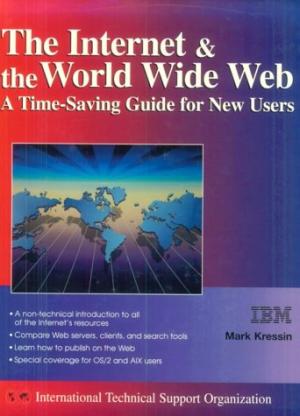 The Internet &
the World Wide Web
A Time-Saving Guide for New Users
IBM
Mark Kressin
• A non-technical introduction to all
of the Internet's resources
• Compare Web servers, clients, and search tools
• Learn how to publish on the Web
• Special coverage for OS/2 and AIX users
International Technical Support Organization